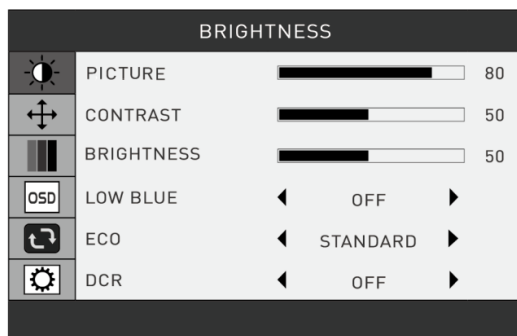 BRIGHTNESS
PICTURE 80
CONTRAST 50
BRIGHTNESS 50
OSD LOW BLUE OFF
ECO STANDARD
DCR OFF